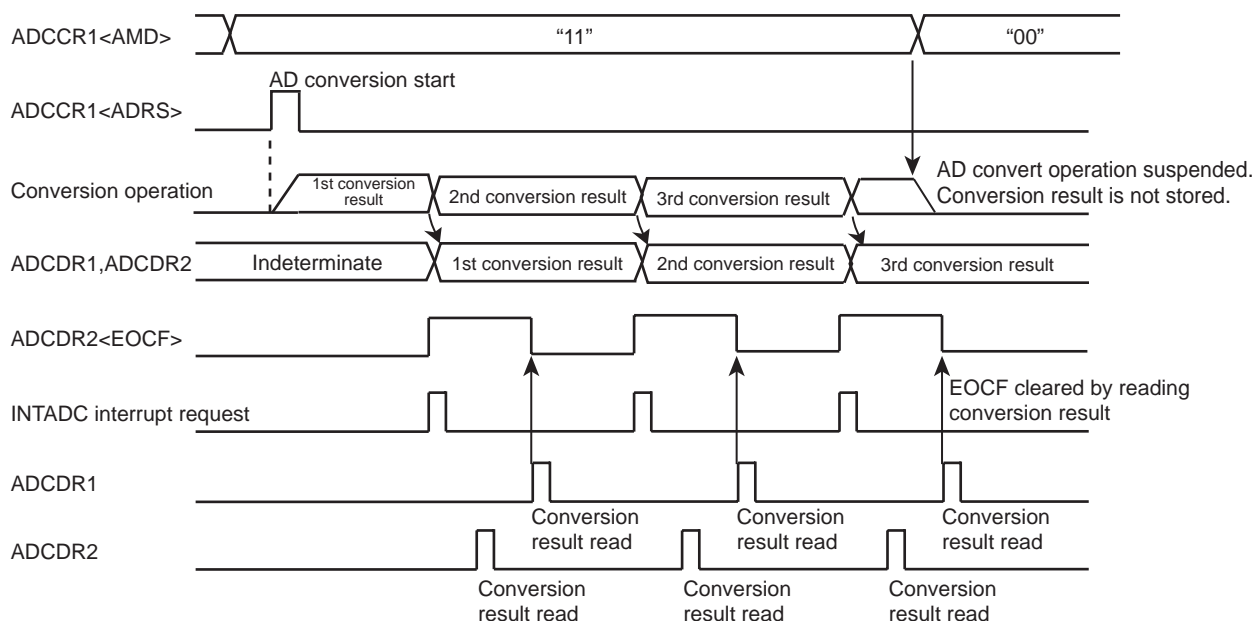 ADCCR1<AMD>
“11”
“00”
AD conversion start
ADCCR1<ADRS>
AD convert operation suspended.
Conversion result is not stored.
Conversion operation
1st conversion
result
2nd conversion result
3rd conversion result
ADCDR1,ADCDR2
Indeterminate
1st conversion result
2nd conversion result
3rd conversion result
ADCDR2<EOCF>
EOCF cleared by reading
conversion result
INTADC interrupt request
ADCDR1
Conversion
result read
Conversion
result read
Conversion
result read
ADCDR2
Conversion
result read
Conversion
result read
Conversion
result read